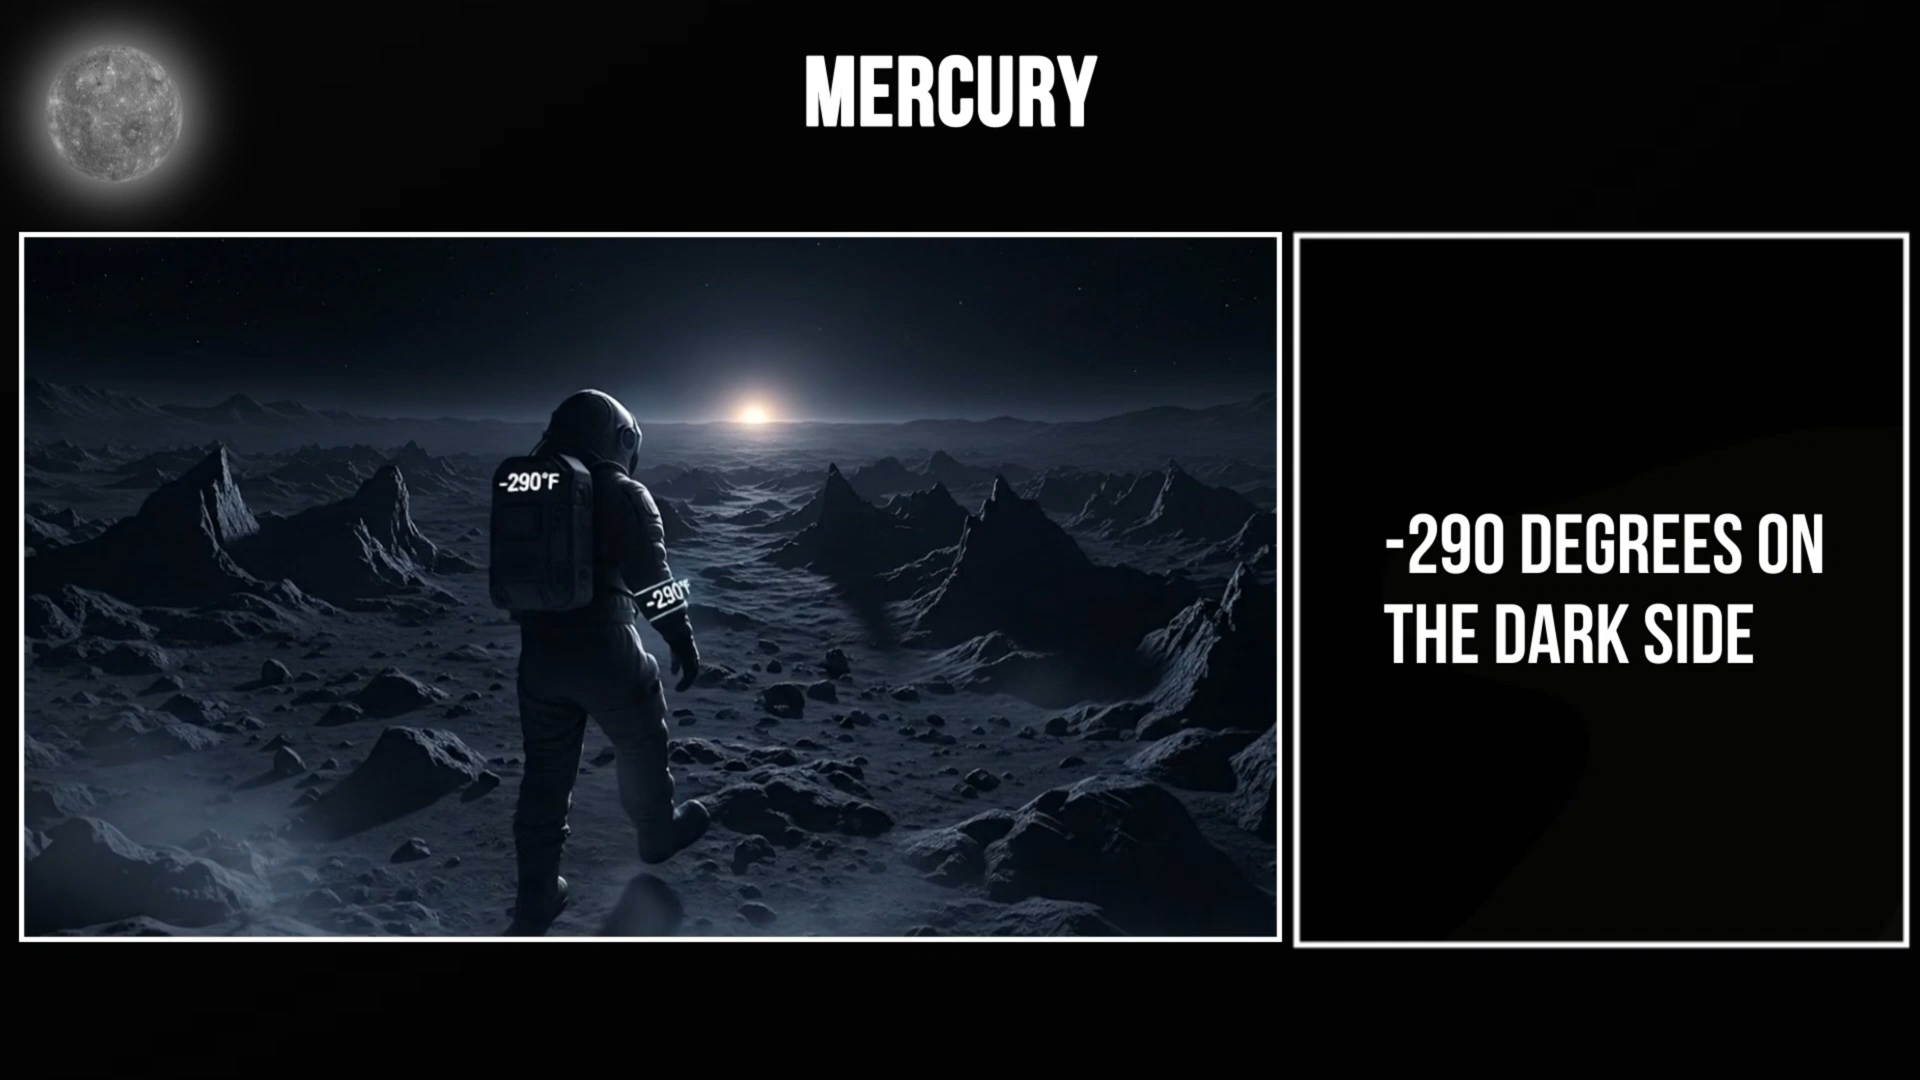 MERCURY
-290°F
-290°F
-290 DEGREES ON
THE DARK SIDE